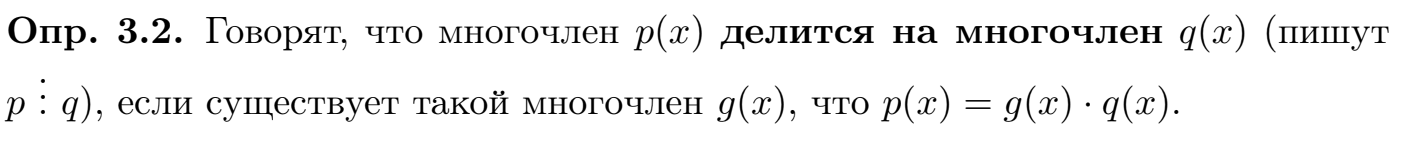 Опр. 3.2. Говорят, что многочлен p(x) делится на многочлен q(x) (пишут
p ⋮ q), если существует такой многочлен g(x), что p(x) = g(x) · q(x).